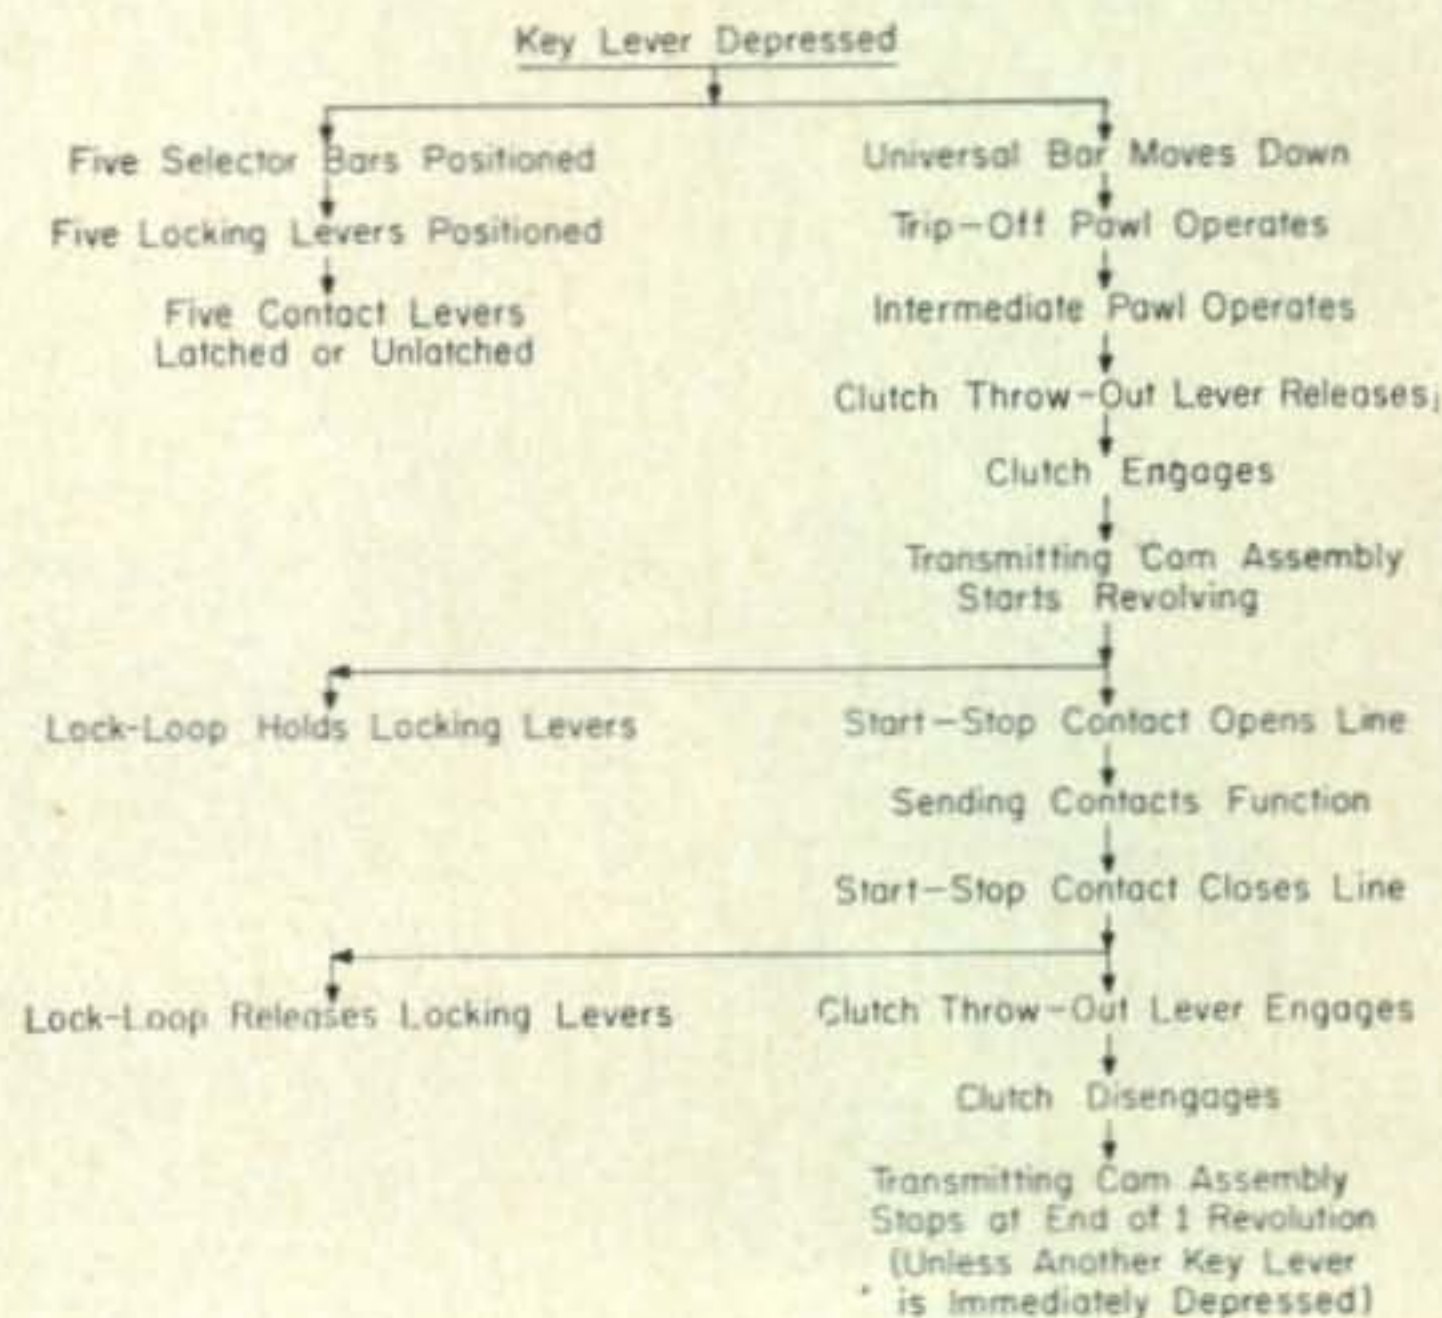 Key Lever Depressed
Five Selector Bars Positioned
Five Locking Levers Positioned
Five Contact Levers
Latched or Unlatched
Universal Bar Moves Down
Trip-Off Pawl Operates
Intermediate Pawl Operates
Clutch Throw-Out Lever Releases
Clutch Engages
Transmitting Cam Assembly
Starts Revolving
Lock-Loop Holds Locking Levers
Start-Stop Contact Opens Line
Sending Contacts Function
Start-Stop Contact Closes Line
Lock-Loop Releases Locking Levers
Clutch Throw-Out Lever Engages
Clutch Disengages
Transmitting Cam Assembly
Stops at End of 1 Revolution
(Unless Another Key Lever
is Immediately Depressed)